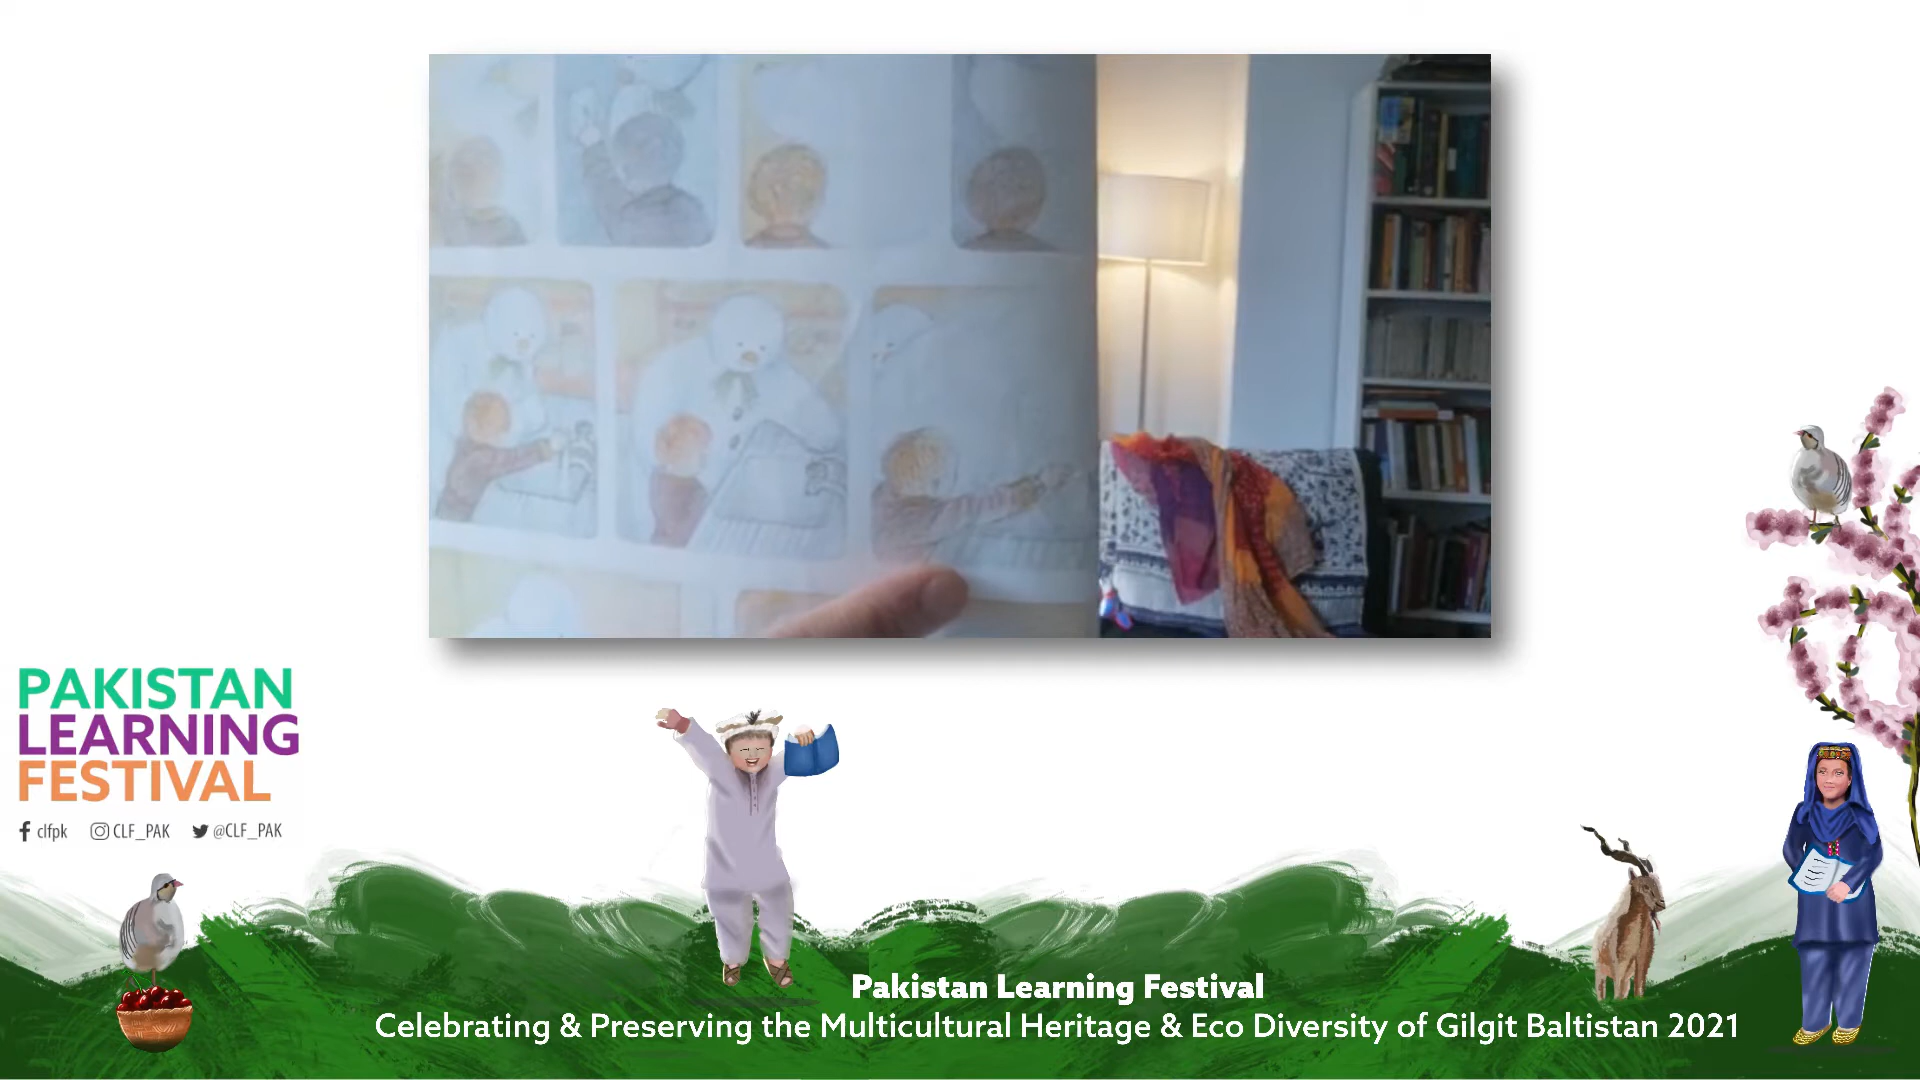 PAKISTAN
LEARNING
FESTIVAL
clfpk CLF_PAK @CLF_PAK
Pakistan Learning Festival
Celebrating & Preserving the Multicultural Heritage & Eco Diversity of Gilgit Baltistan 2021